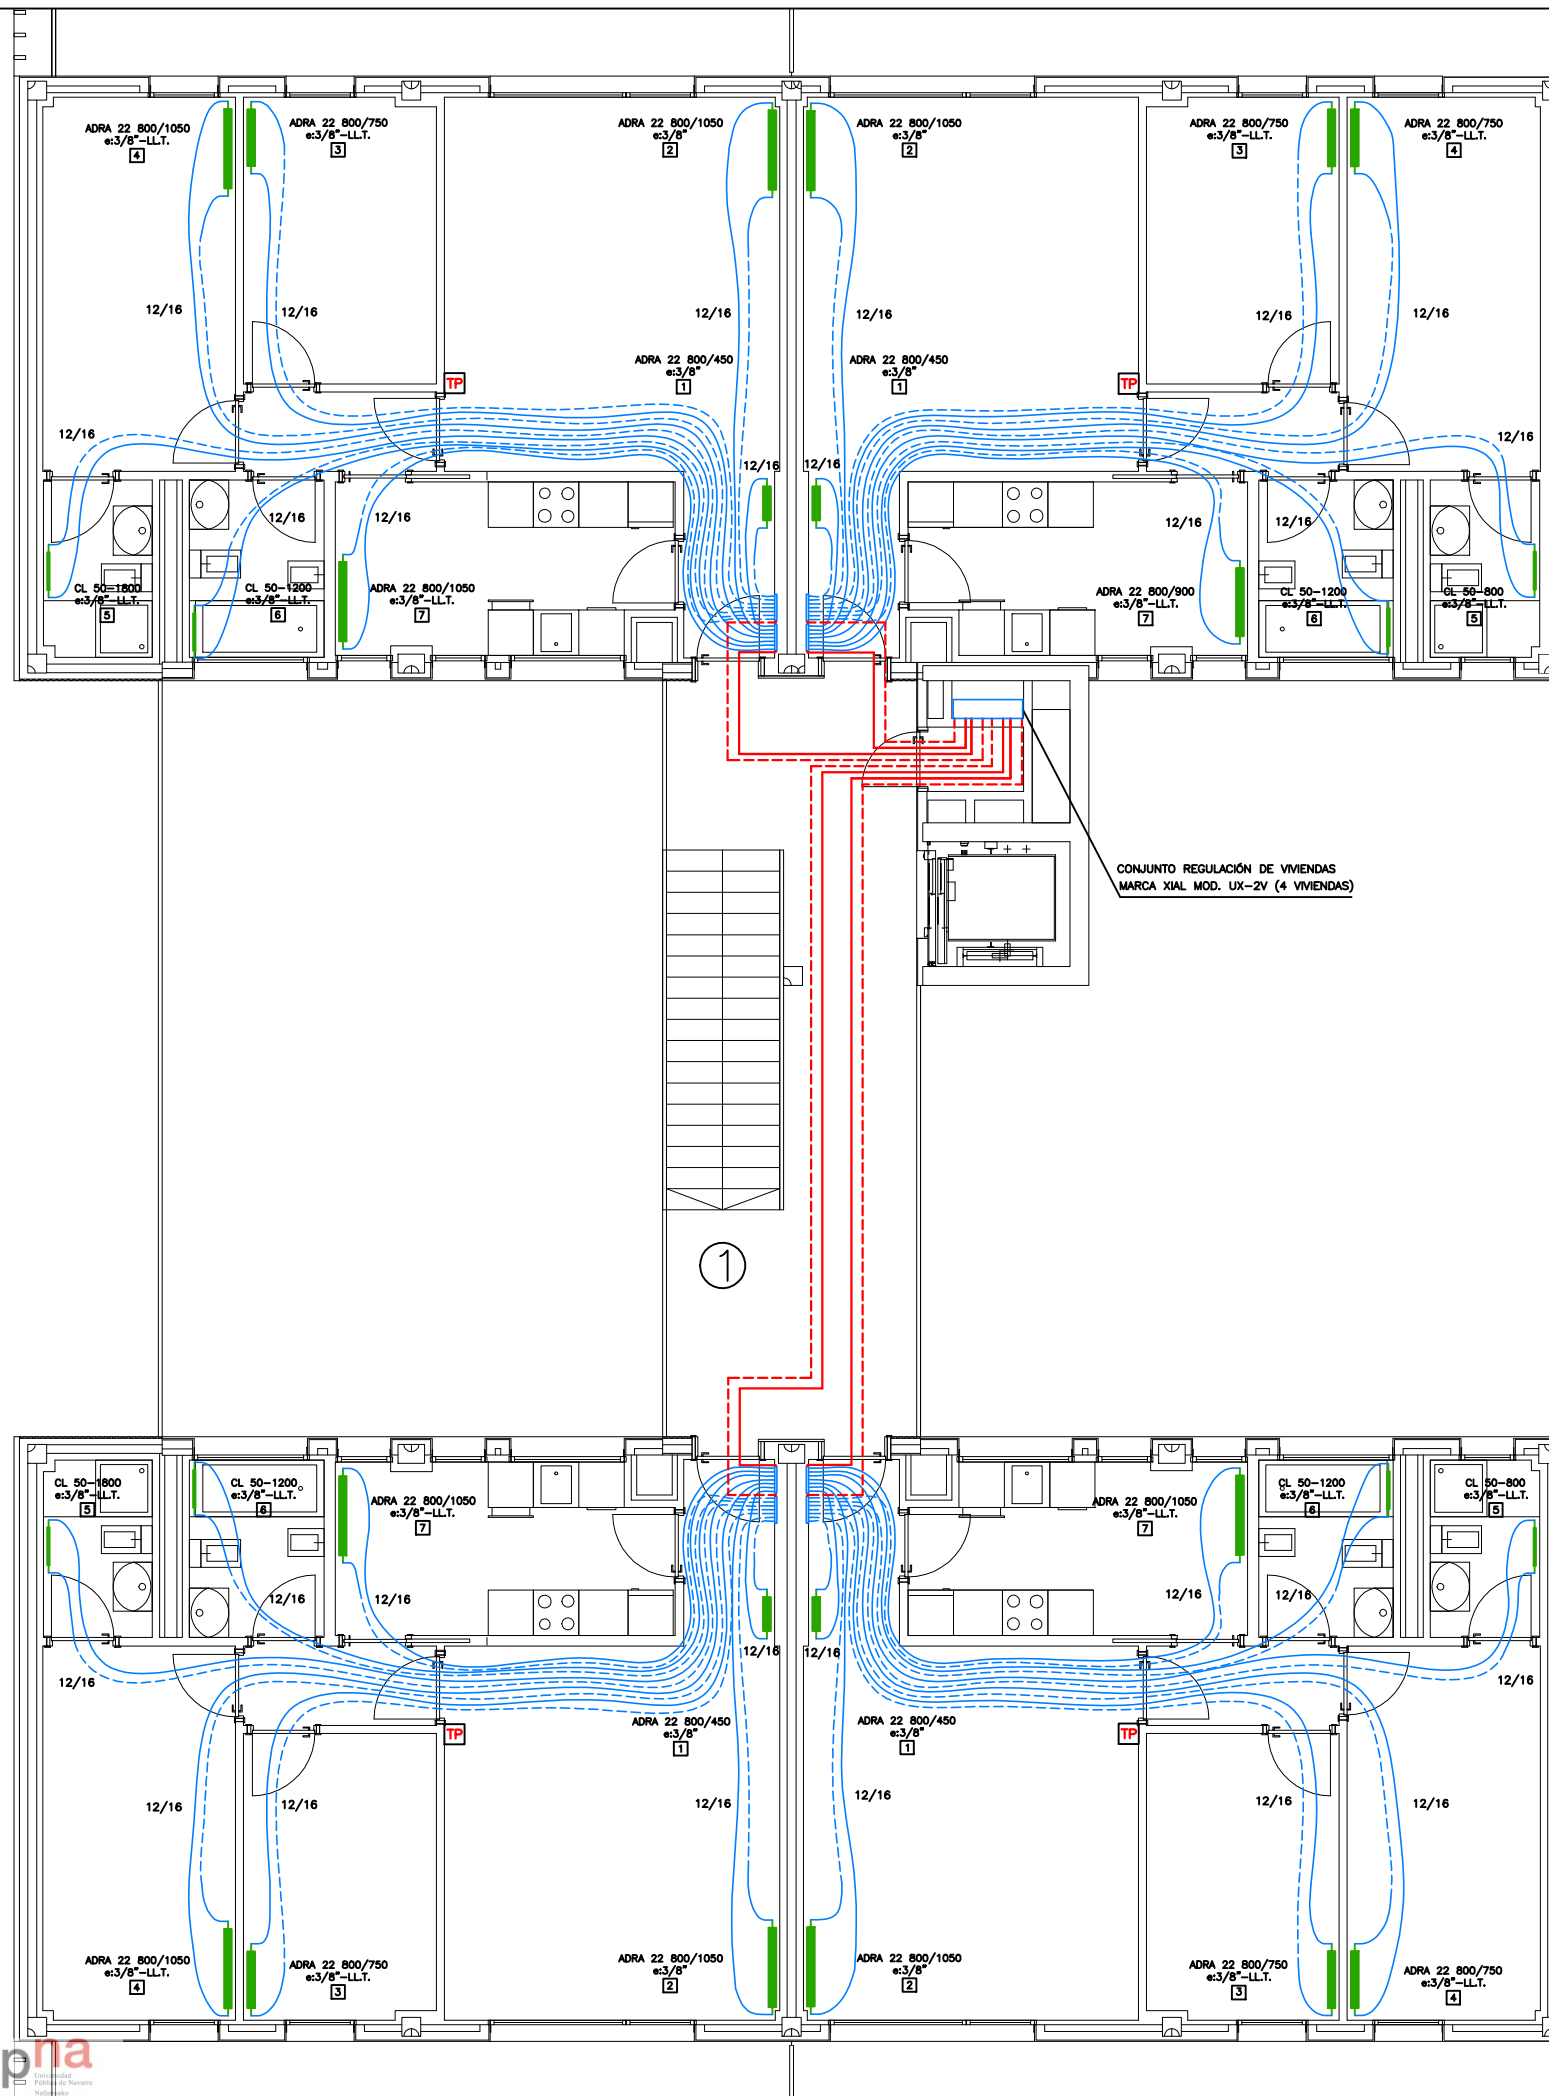 ADRA 22 800/1050
e:3/8"-LL.T.
4
ADRA 22 800/750
e:3/8"-LL.T.
3
ADRA 22 800/1050
e:3/8"
2
ADRA 22 800/1050
e:3/8"
2
ADRA 22 800/750
e:3/8"-LL.T.
3
ADRA 22 800/750
e:3/8"-LL.T.
4
12/16
12/16
12/16
12/16
12/16
12/16
ADRA 22 800/450
e:3/8"
1
ADRA 22 800/450
e:3/8"
1
TP
TP
12/16
12/16
12/16
12/16
12/16
12/16
12/16
12/16
CL 50-1800
e:3/8"-LL.T.
5
CL 50-1200
e:3/8"-LL.T.
6
ADRA 22 800/1050
e:3/8"-LL.T.
7
ADRA 22 800/900
e:3/8"-LL.T.
7
CL 50-1200
e:3/8"-LL.T.
6
CL 50-800
e:3/8"-LL.T.
5
CONJUNTO REGULACIÓN DE VIVIENDAS
MARCA XIAL MOD. UX-2V (4 VIVIENDAS)
1
CL 50-1800
e:3/8"-LL.T.
5
CL 50-1200
e:3/8"-LL.T.
6
ADRA 22 800/1050
e:3/8"-LL.T.
7
ADRA 22 800/1050
e:3/8"-LL.T.
7
CL 50-1200
e:3/8"-LL.T.
6
CL 50-800
e:3/8"-LL.T.
5
12/16
12/16
12/16
12/16
12/16
12/16
12/16
12/16
ADRA 22 800/450
e:3/8"
1
ADRA 22 800/450
e:3/8"
1
TP
TP
12/16
12/16
12/16
12/16
12/16
12/16
ADRA 22 800/1050
e:3/8"-LL.T.
4
ADRA 22 800/750
e:3/8"-LL.T.
3
ADRA 22 800/1050
e:3/8"
2
ADRA 22 800/1050
e:3/8"
2
ADRA 22 800/750
e:3/8"-LL.T.
3
ADRA 22 800/750
e:3/8"-LL.T.
4
pna
Universidad
Pública de Navarra
Nafarroako